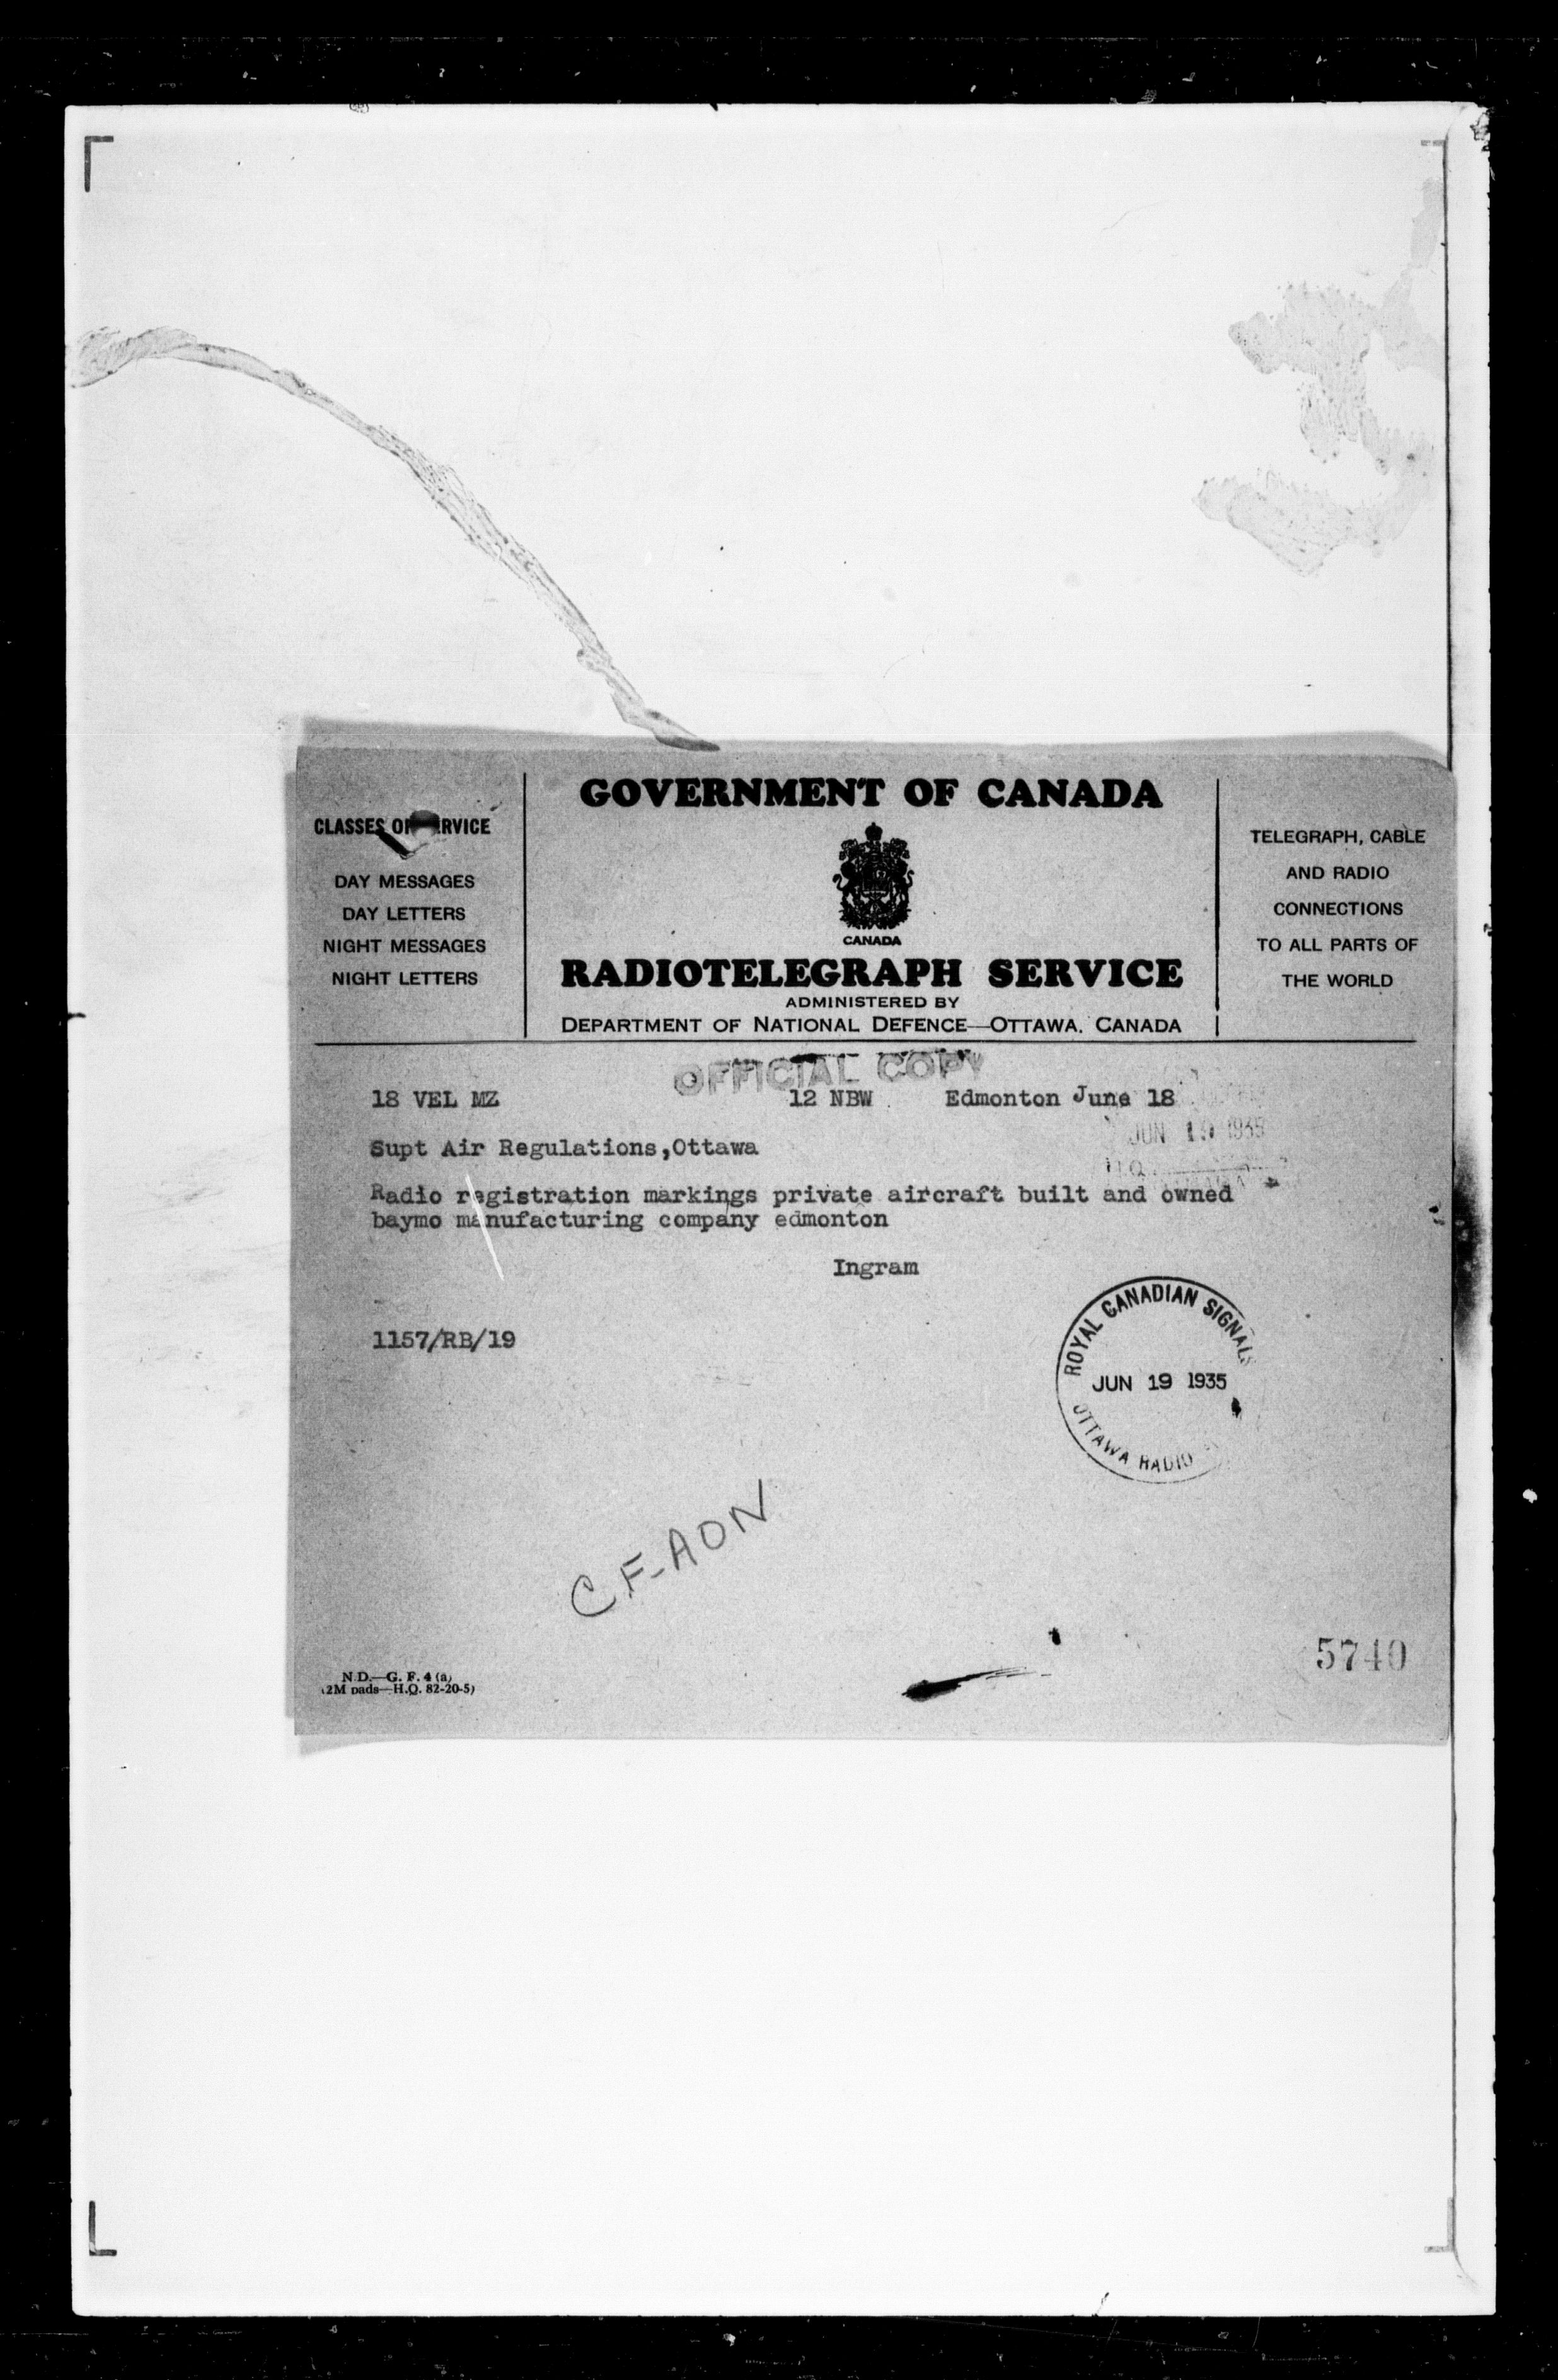 CLASSES OF SERVICE
DAY MESSAGES
DAY LETTERS
NIGHT MESSAGES
NIGHT LETTERS
GOVERNMENT OF CANADA
CANADA
RADIOTELEGRAPH SERVICE
ADMINISTERED BY
DEPARTMENT OF NATIONAL DEFENCE—OTTAWA, CANADA
TELEGRAPH, CABLE
AND RADIO
CONNECTIONS
TO ALL PARTS OF
THE WORLD
OFFICIAL COPY
18 VEL MZ 12 NBW Edmonton June 18
JUN 19 1935
Supt Air Regulations,Ottawa
H.Q.
Radio registration markings private aircraft built and owned
baymo manufacturing company edmonton
Ingram
1157/RB/19
ROYAL CANADIAN SIGNALS
JUN 19 1935
OTTAWA RADIO
CF-AON
5740
N.D.—G. F. 4 (a)
(2M pads—H.Q. 82-20-5)